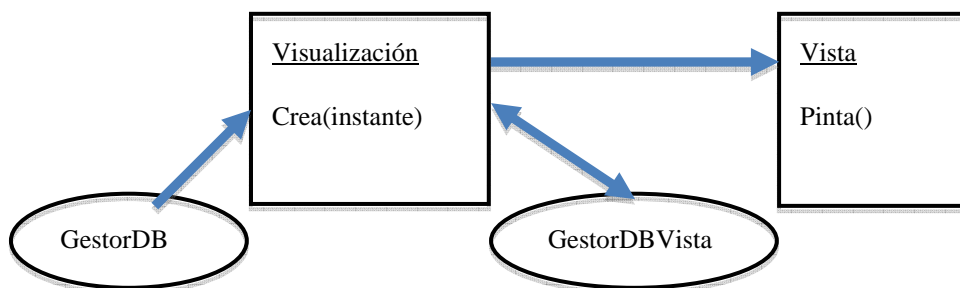 Visualización
Crea(instante)
Vista
Pinta()
GestorDB
GestorDBVista